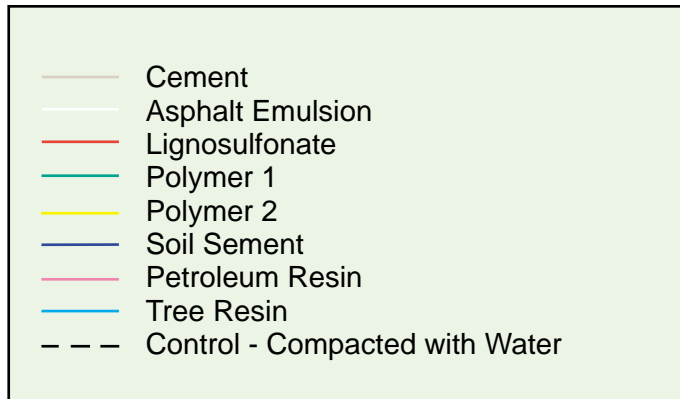 Cement
Asphalt Emulsion
Lignosulfonate
Polymer 1
Polymer 2
Soil Sement
Petroleum Resin
Tree Resin
Control - Compacted with Water